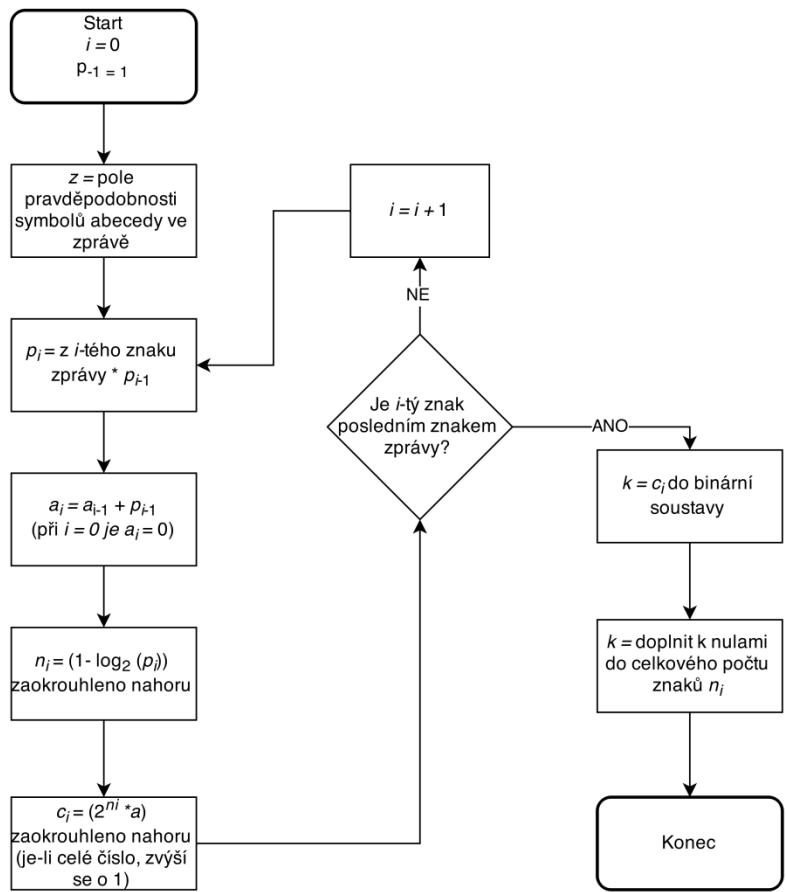 Start
i = 0
p-1 = 1
z = pole
pravděpodobnosti
symbolů abecedy ve
zprávě
pi = z i-tého znaku
zprávy * pi-1
ai = ai-1 + pi-1
(při i = 0 je ai = 0)
ni = (1- log2 (pi))
zaokrouhleno nahoru
ci = (2ni *a)
zaokrouhleno nahoru
(je-li celé číslo, zvýší
se o 1)
i = i + 1
NE
Je i-tý znak
posledním znakem
zprávy?
ANO
k = ci do binární
soustavy
k = doplnit k nulami
do celkového počtu
znaků ni
Konec